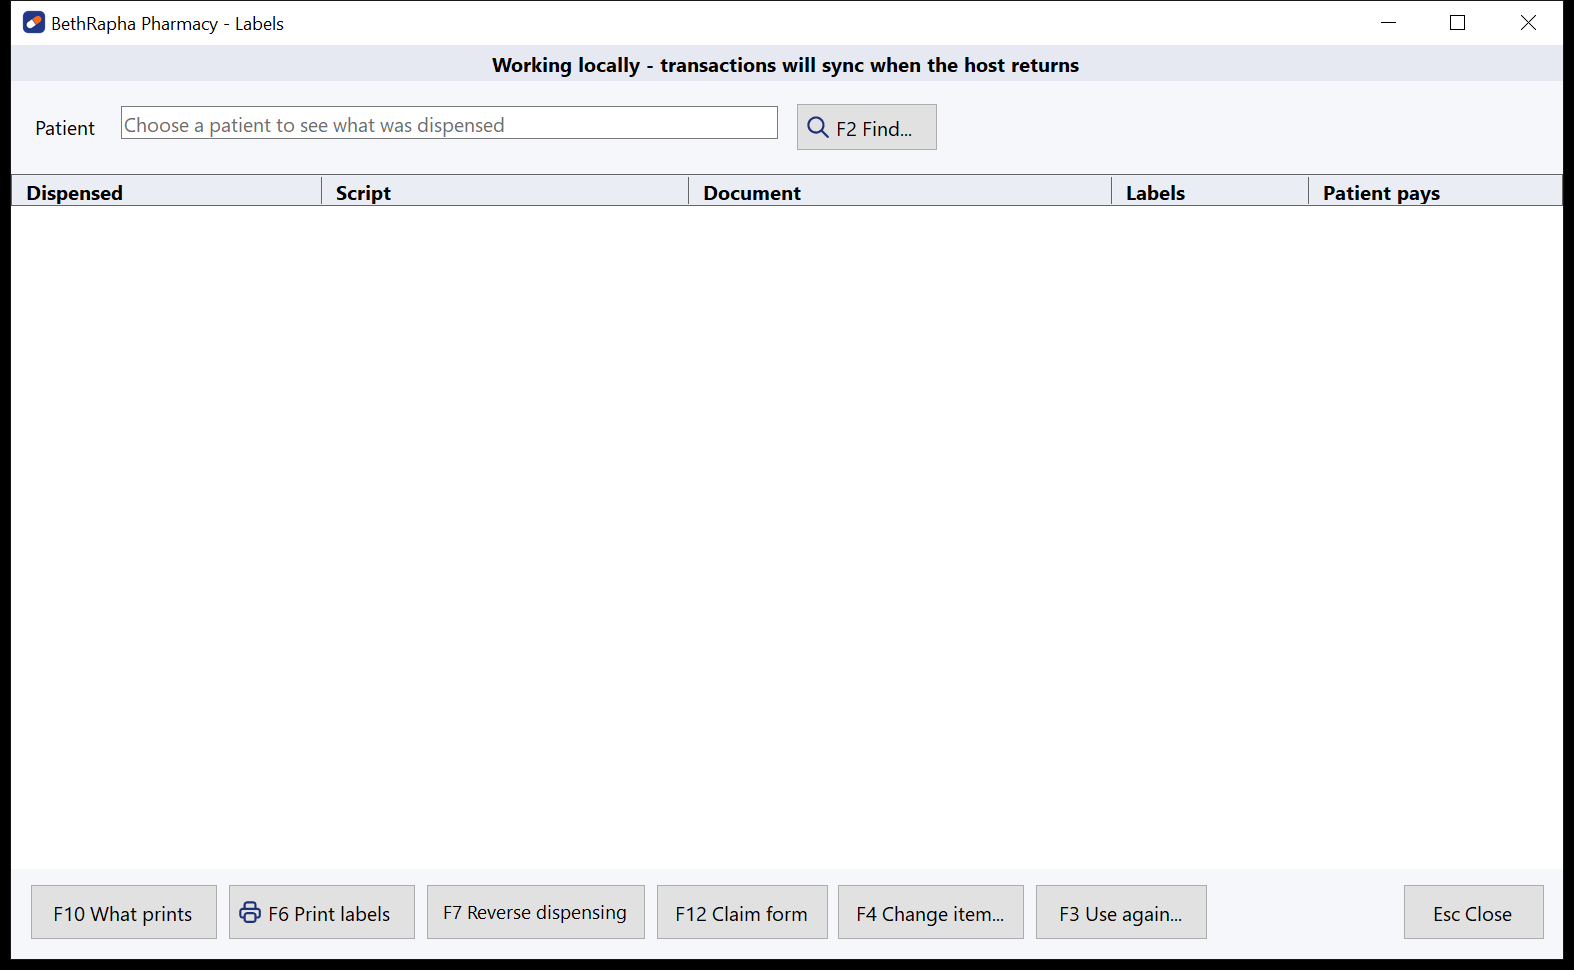 BethRapha Pharmacy - Labels
Working locally - transactions will sync when the host returns
Patient
Choose a patient to see what was dispensed
F2 Find...
Dispensed Script Document Labels Patient pays
F10 What prints F6 Print labels F7 Reverse dispensing F12 Claim form F4 Change item... F3 Use again... Esc Close